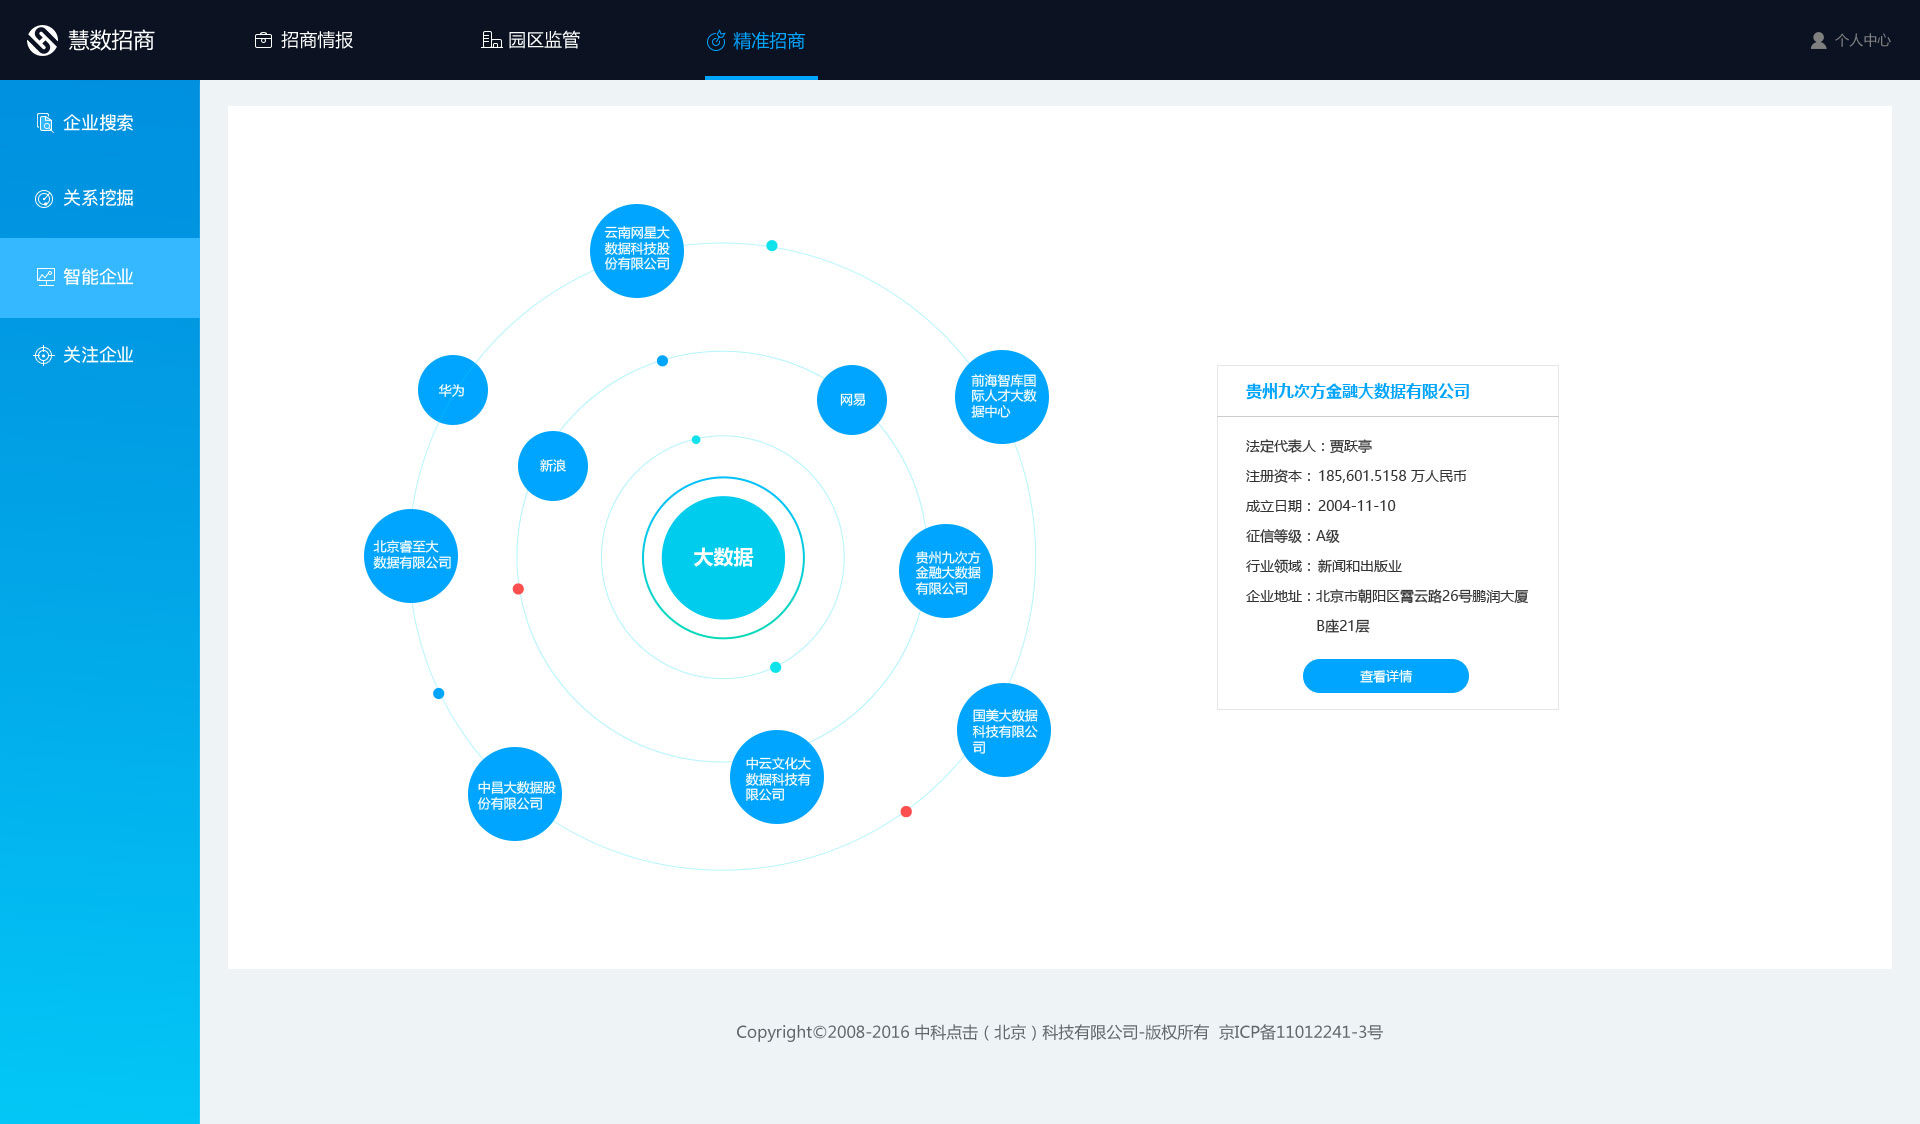 慧数招商
招商情报
园区监管
精准招商
个人中心
企业搜索
关系挖掘
智能企业
关注企业
云南网星大
数据科技股
份有限公司
华为
网易
前海智库国
际人才大数
据中心
新浪
北京睿至大
数据有限公司
大数据
贵州九次方
金融大数据
有限公司
国美大数据
科技有限公
司
中云文化大
数据科技有
限公司
中昌大数据股
份有限公司
贵州九次方金融大数据有限公司
法定代表人：贾跃亭
注册资本：185,601.5158 万人民币
成立日期：2004-11-10
征信等级：A级
行业领域：新闻和出版业
企业地址：北京市朝阳区霄云路26号鹏润大厦
B座21层
查看详情
Copyright©2008-2016 中科点击（北京）科技有限公司-版权所有 京ICP备11012241-3号